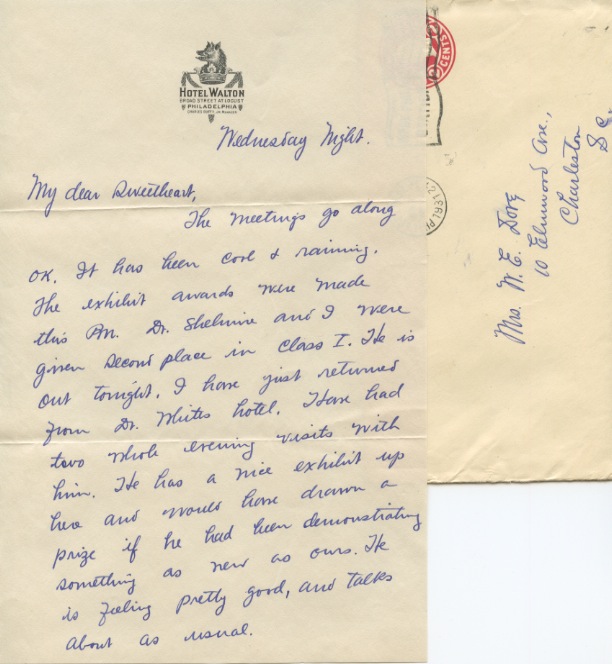 HOTEL WALTON
BROAD STREET AT LOCUST
PHILADELPHIA
Wednesday Night.
My dear Sweetheart,
The meetings go along
OK. It has been cool & raining.
The exhibit awards were made
this PM. Dr. Shelmire and I were
given second place in Class I. He is
out tonight. I have just returned
from Dr. Whites hotel. Have had
two whole evening visits with
him. He has a nice exhibit up
here and would have drawn a
prize if he had been demonstrating
something as new as ours. He
is feeling pretty good, and talks
about as usual.
CENTS
Mrs. W. E. Dove
10 Elmwood Ave.,
Charleston
S C